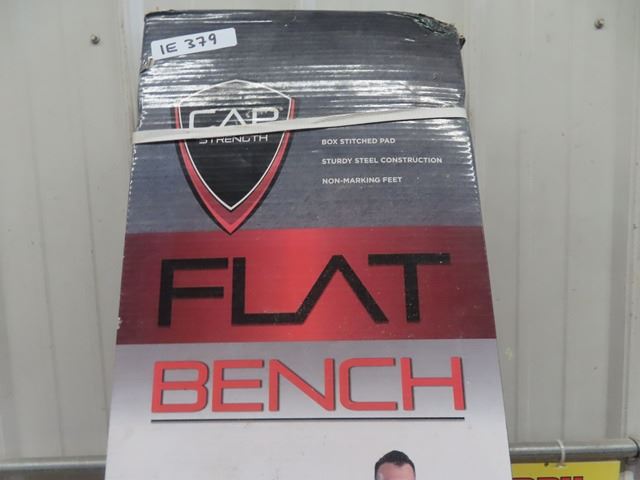 IE 379
CAP
STRENGTH
BOX STITCHED PAD
STURDY STEEL CONSTRUCTION
NON-MARKING FEET
FLAT
BENCH